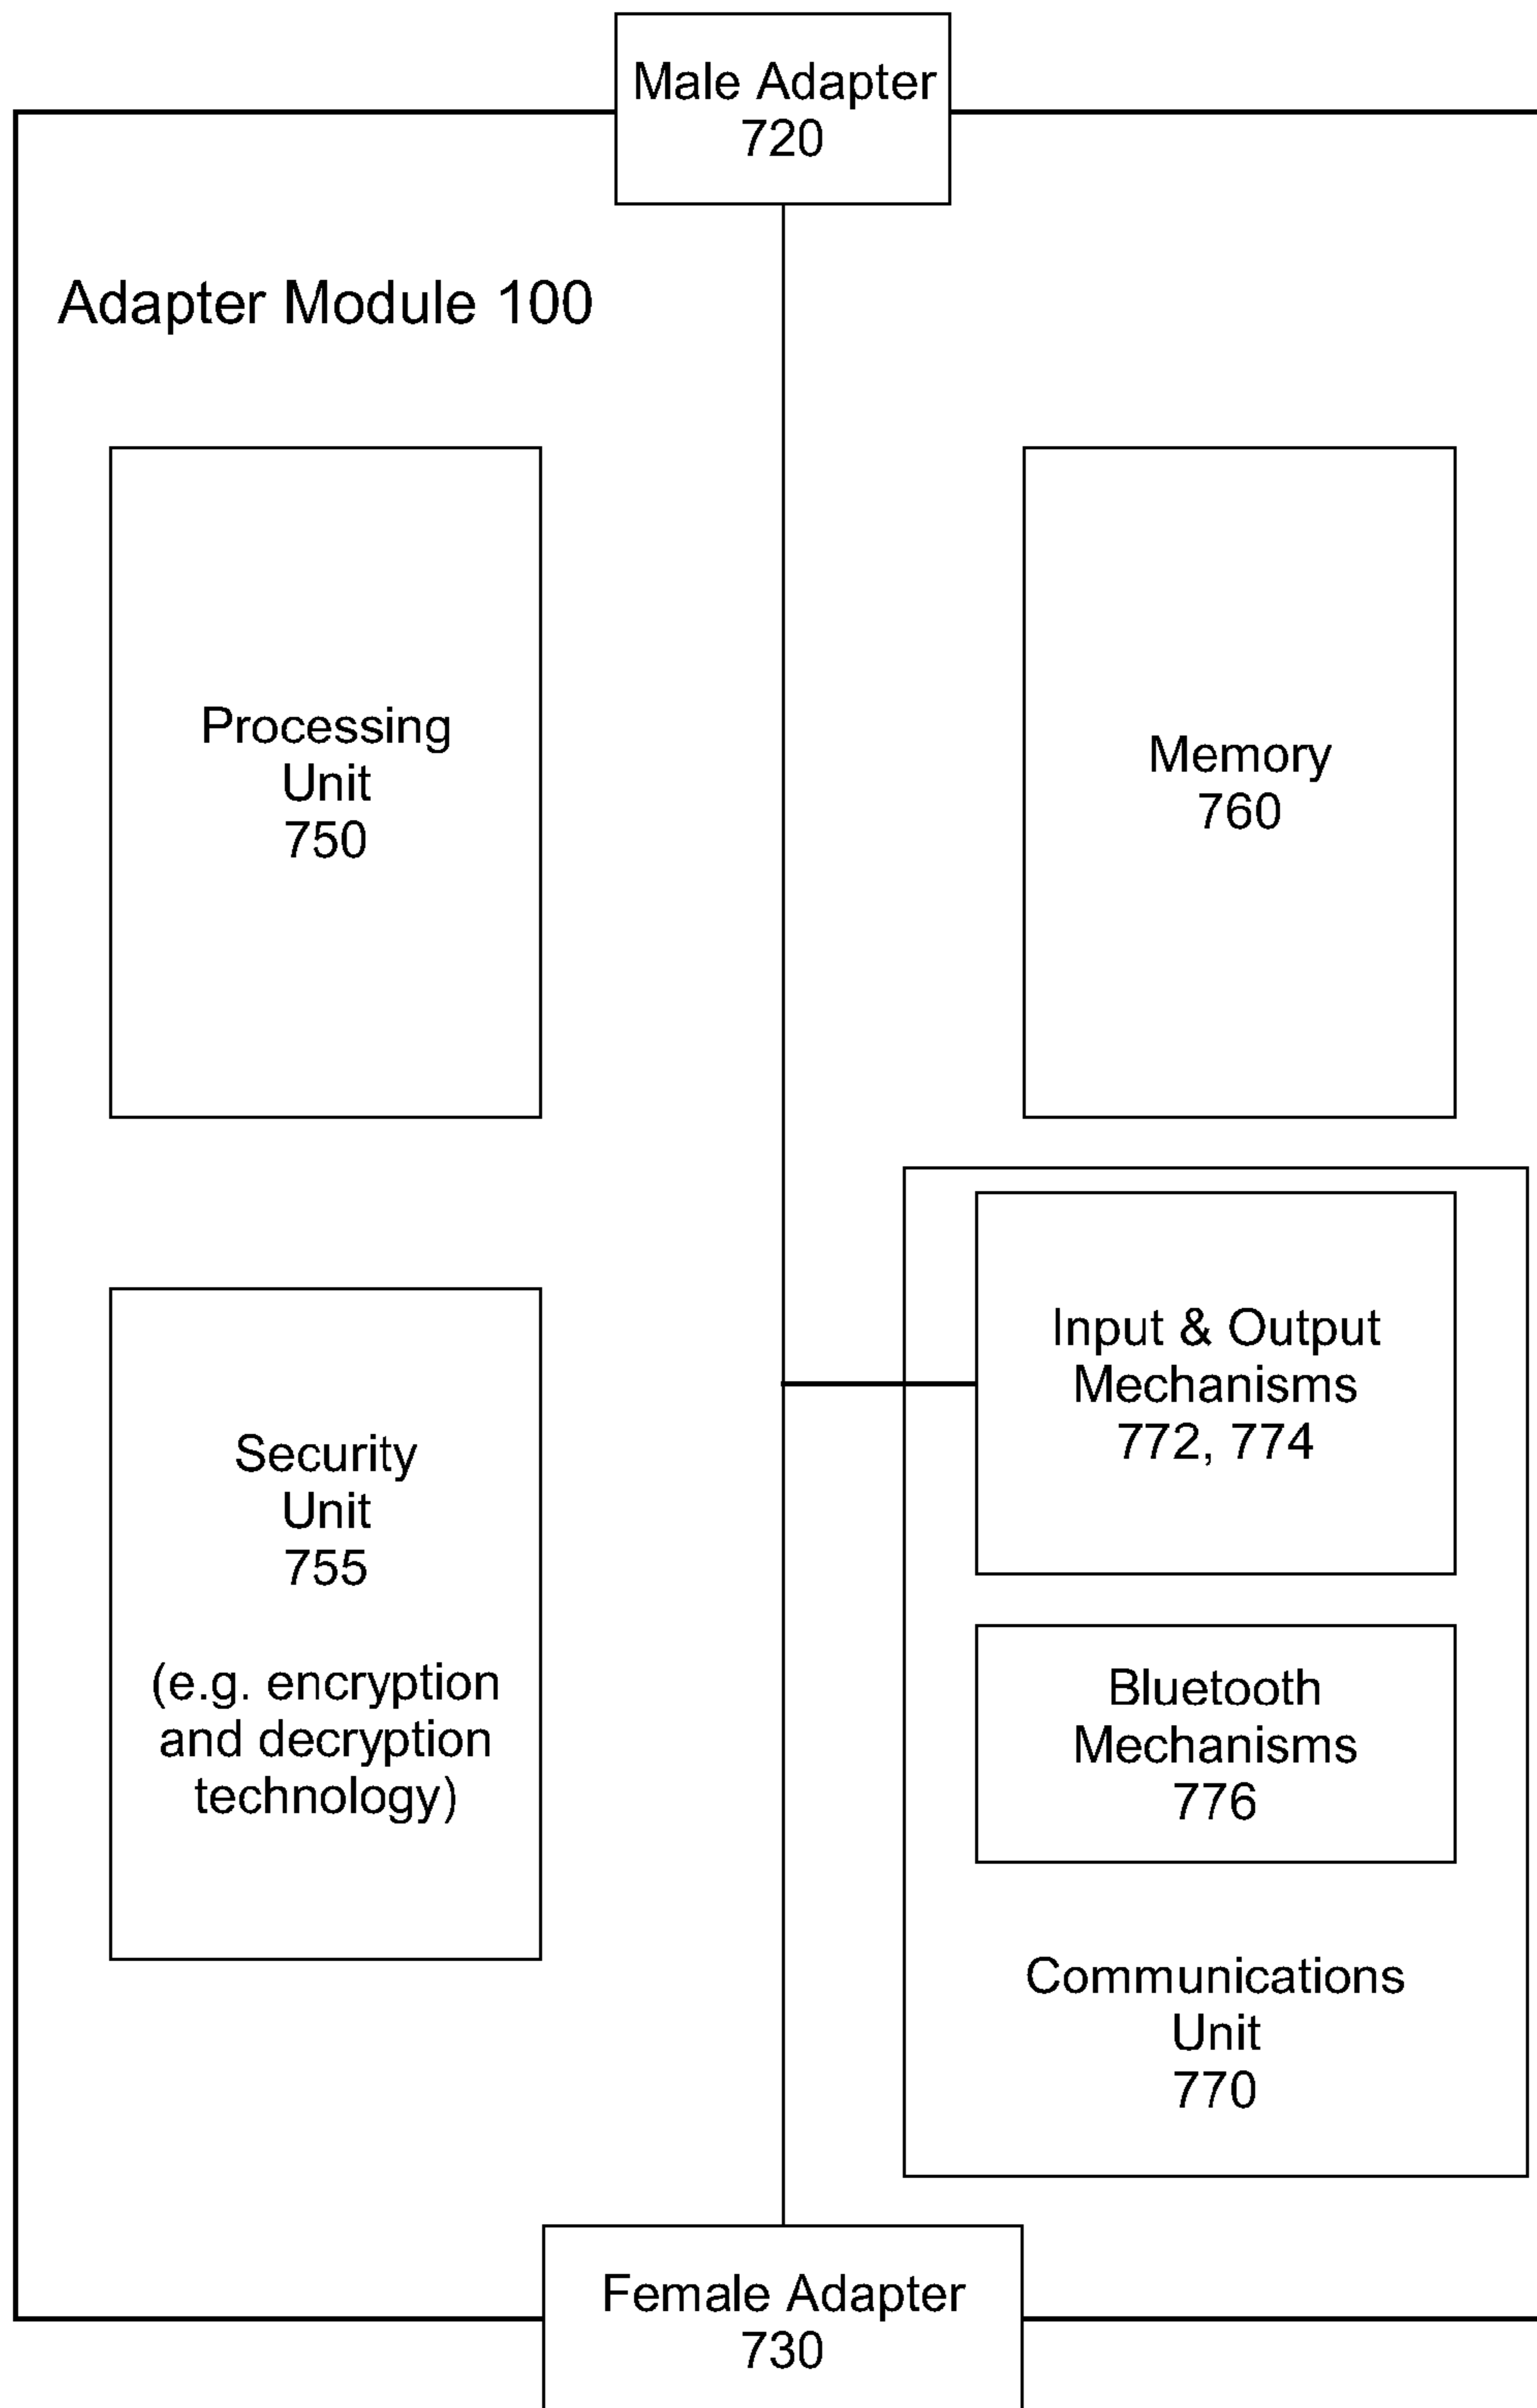 Male Adapter
720
Adapter Module 100
Processing
Unit
750
Memory
760
Input & Output
Mechanisms
772, 774
Security
Unit
755
(e.g. encryption
and decryption
technology)
Bluetooth
Mechanisms
776
Communications
Unit
770
Female Adapter
730